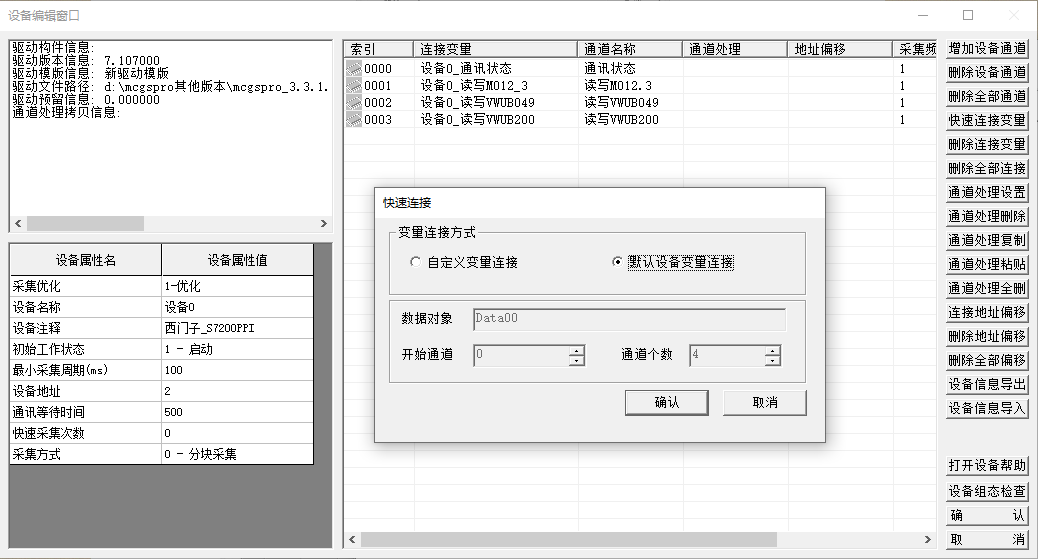 设备编辑窗口
驱动构件信息:
驱动版本信息: 7.107000
驱动模版信息: 新驱动模版
驱动文件路径: d:\mcgspro其他版本\mcgspro_3.3.1.
驱动预留信息: 0.000000
通道处理拷贝信息:
设备属性名 设备属性值
采集优化 1-优化
设备名称 设备0
设备注释 西门子_S7200PPI
初始工作状态 1 - 启动
最小采集周期(ms) 100
设备地址 2
通讯等待时间 500
快速采集次数 0
采集方式 0 - 分块采集
索引 连接变量 通道名称 通道处理 地址偏移 采集频
0000 设备0_通讯状态 通讯状态 1
0001 设备0_读写M012_3 读写M012.3 1
0002 设备0_读写VWUB049 读写VWUB049 1
0003 设备0_读写VWUB200 读写VWUB200 1
快速连接
变量连接方式
自定义变量连接 默认设备变量连接
数据对象 Data00
开始通道 0 通道个数 4
确认 取消
增加设备通道
删除设备通道
删除全部通道
快速连接变量
删除连接变量
删除全部连接
通道处理设置
通道处理删除
通道处理复制
通道处理粘贴
通道处理全删
连接地址偏移
删除地址偏移
删除全部偏移
设备信息导出
设备信息导入
打开设备帮助
设备组态检查
确 认
取 消